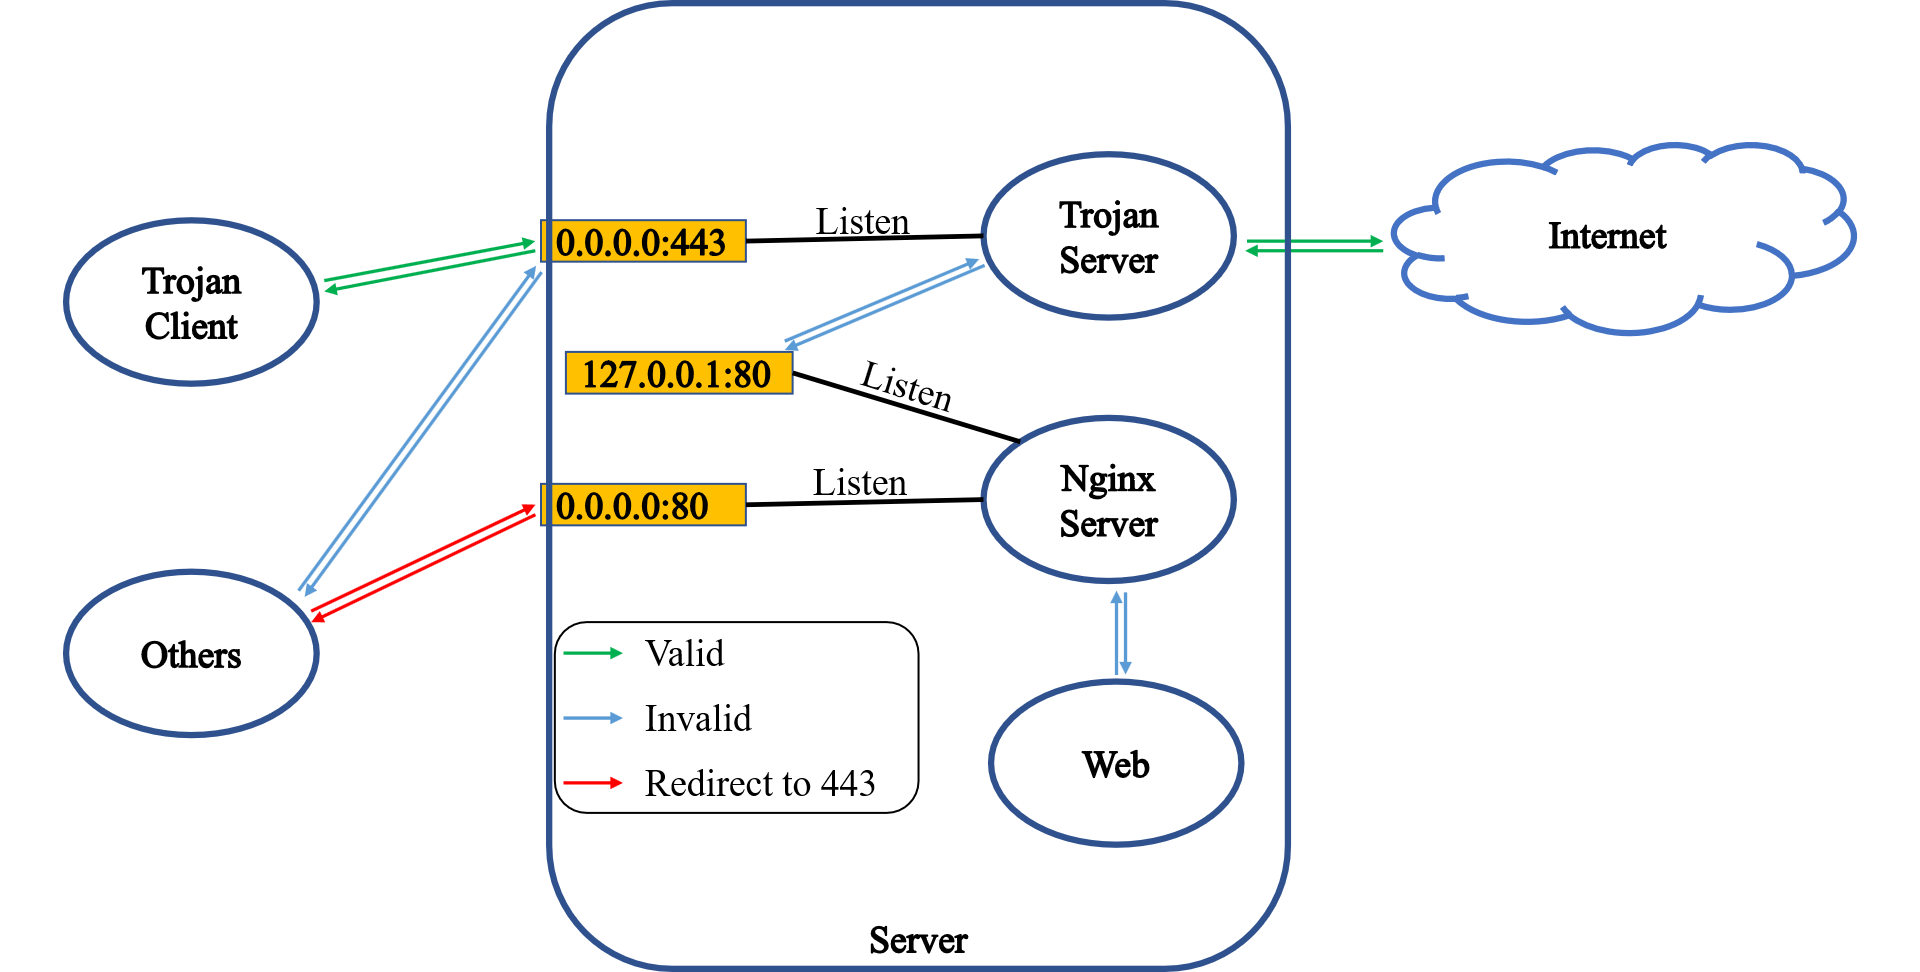 Trojan
Client
Others
0.0.0.0:443
Listen
Trojan
Server
Internet
127.0.0.1:80
Listen
0.0.0.0:80
Listen
Nginx
Server
Valid
Invalid
Redirect to 443
Web
Server